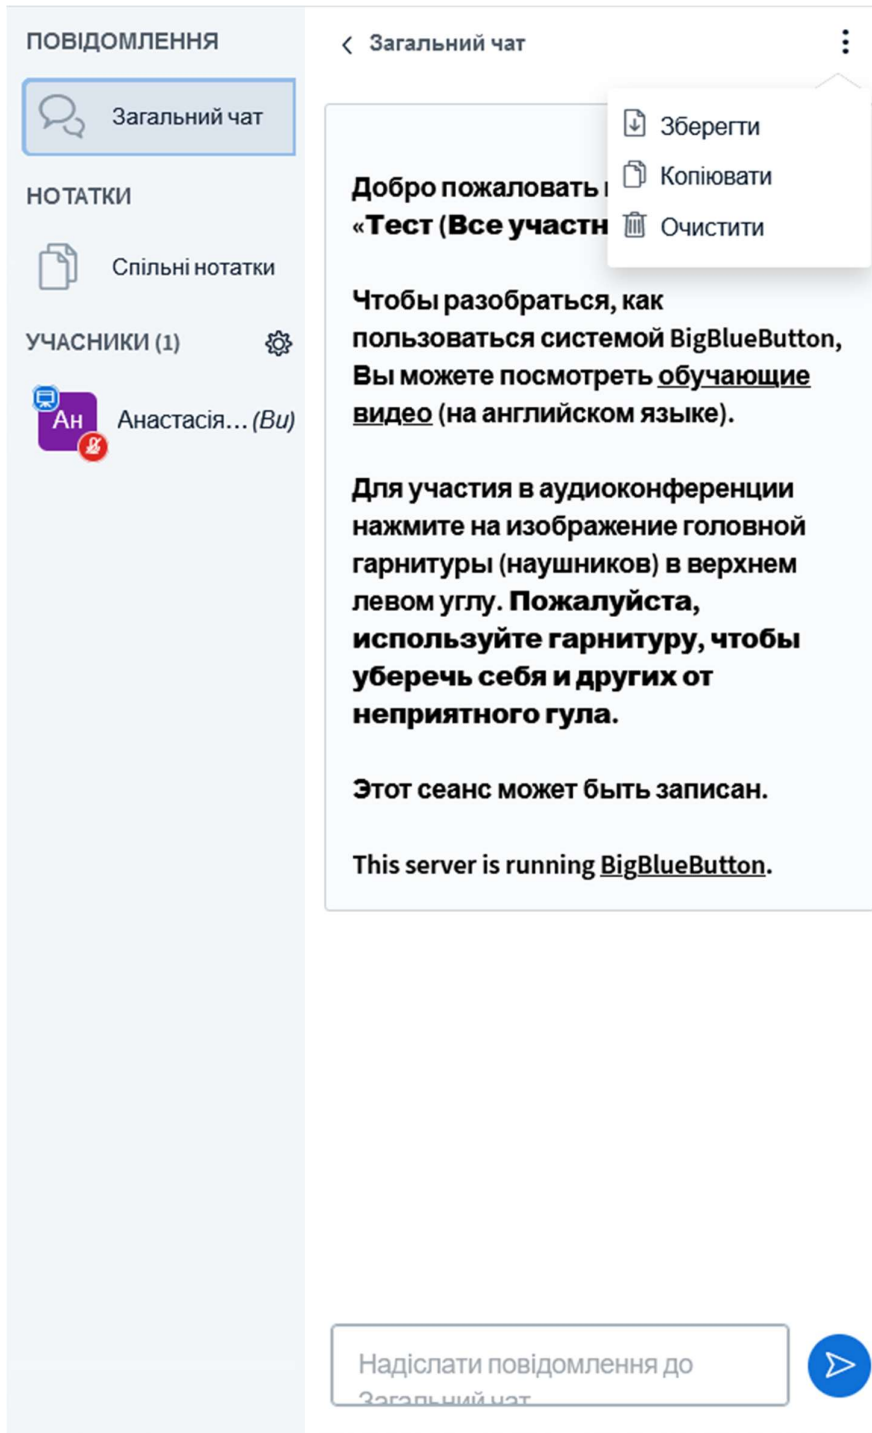 ПОВІДОМЛЕННЯ
Загальний чат
НОТАТКИ
Спільні нотатки
УЧАСНИКИ (1)
Ан
Анастасія... (Ви)
Загальний чат
Зберегти
Копіювати
Очистити
Добро пожаловать
«Тест (Все участн
Чтобы разобраться, как
пользоваться системой BigBlueButton,
Вы можете посмотреть обучающие
видео (на английском языке).
Для участия в аудиоконференции
нажмите на изображение головной
гарнитуры (наушников) в верхнем
левом углу. Пожалуйста,
используйте гарнитуру, чтобы
уберечь себя и других от
неприятного гула.
Этот сеанс может быть записан.
This server is running BigBlueButton.
Надіслати повідомлення до
Загальний чат